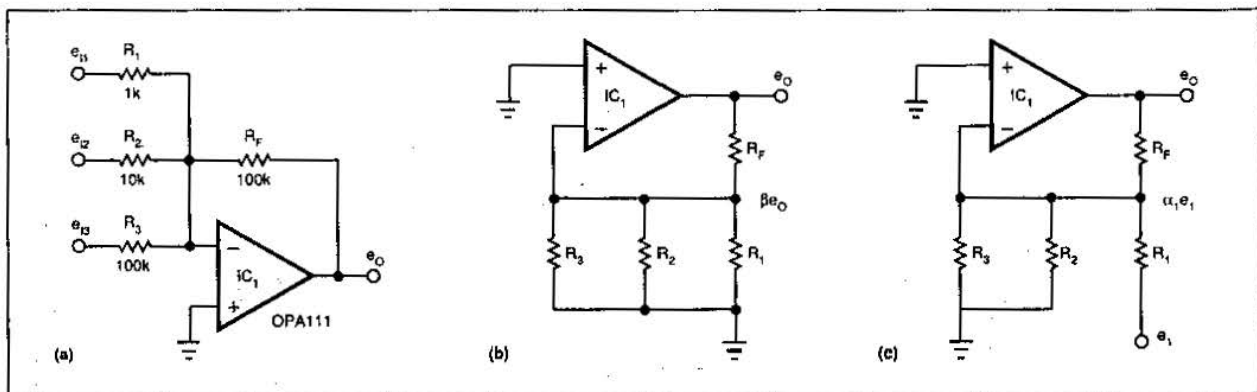 e_i1
R_1
1k
e_i2
R_2
10k
R_F
100k
e_i3
R_3
100k
−
IC_1
+
e_O
OPA111
(a)
+
IC_1
−
e_O
R_F
βe_O
R_3
R_2
R_1
(b)
+
IC_1
−
e_O
R_F
α_1e_1
R_3
R_2
R_1
e_1
(c)